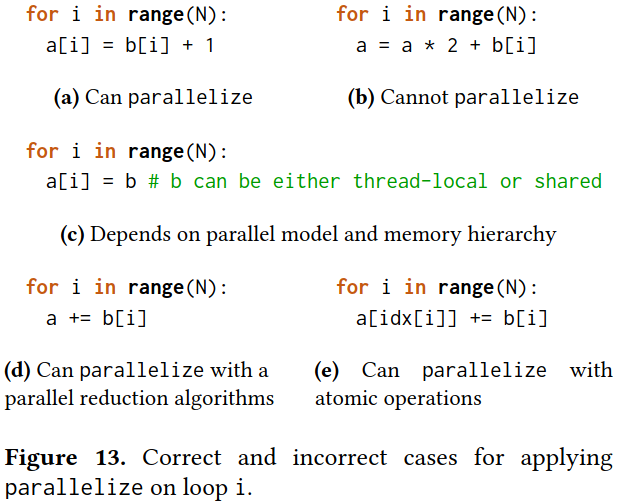 for i in range(N):
a[i] = b[i] + 1
(a) Can parallelize
for i in range(N):
a = a * 2 + b[i]
(b) Cannot parallelize
for i in range(N):
a[i] = b # b can be either thread-local or shared
(c) Depends on parallel model and memory hierarchy
for i in range(N):
a += b[i]
(d) Can parallelize with a
parallel reduction algorithms
for i in range(N):
a[idx[i]] += b[i]
(e) Can parallelize with
atomic operations
Figure 13. Correct and incorrect cases for applying
parallelize on loop i.